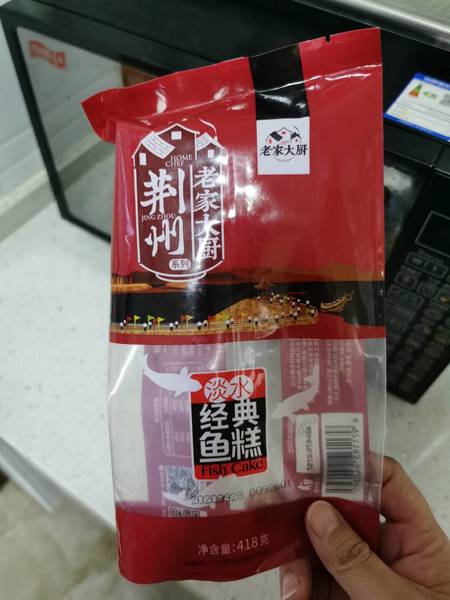 老家大厨
HOME
CHEF
荆州
JING ZHOU
老家大厨
系列
淡水
经典
鱼糕
Fish Cake
20200928
净含量:418克